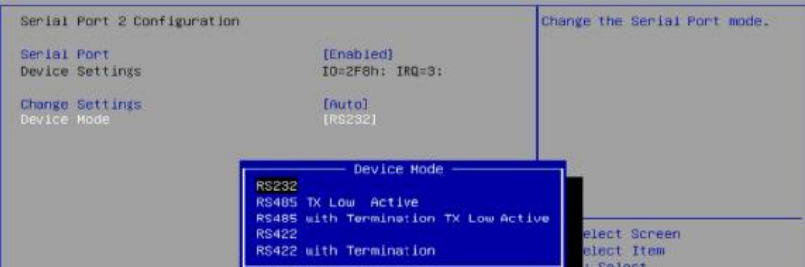 Serial Port 2 Configuration
Change the Serial Port mode.
Serial Port [Enabled]
Device Settings IO=2F8h; IRQ=3;
Change Settings [Auto]
Device Mode [RS232]
Device Mode
RS232
RS485 TX Low Active
RS485 with Termination TX Low Active
RS422
RS422 with Termination
elect Screen
elect Item
Select